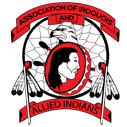 ASSOCIATION OF IROQUOIS
AND
ALLIED INDIANS